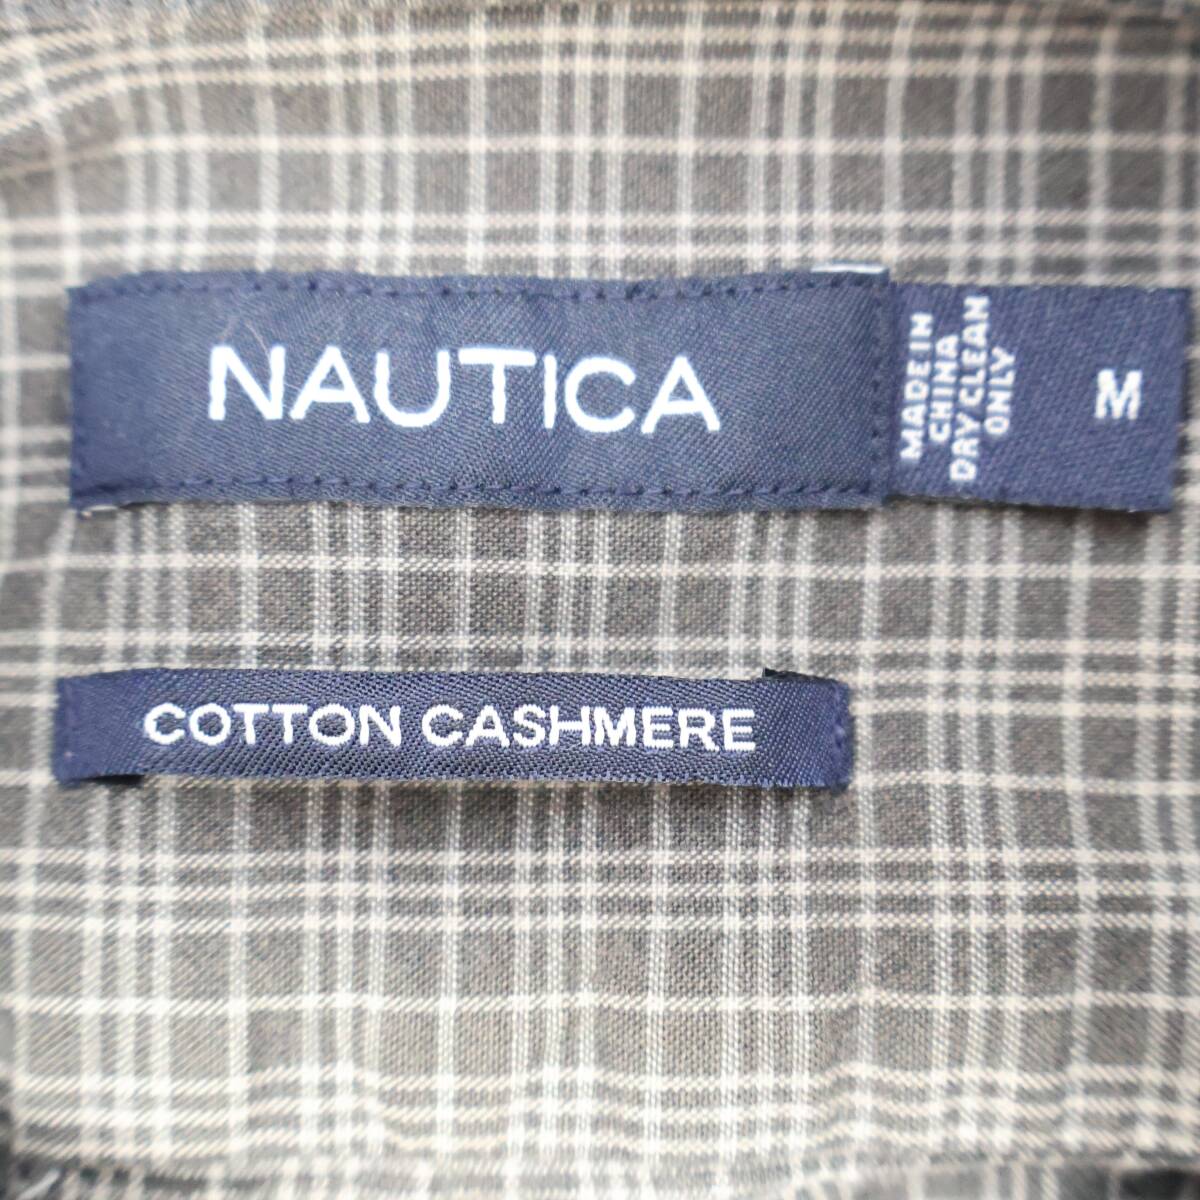 NAUTICA
MADE IN
CHINA
DRY CLEAN
ONLY
M
COTTON CASHMERE